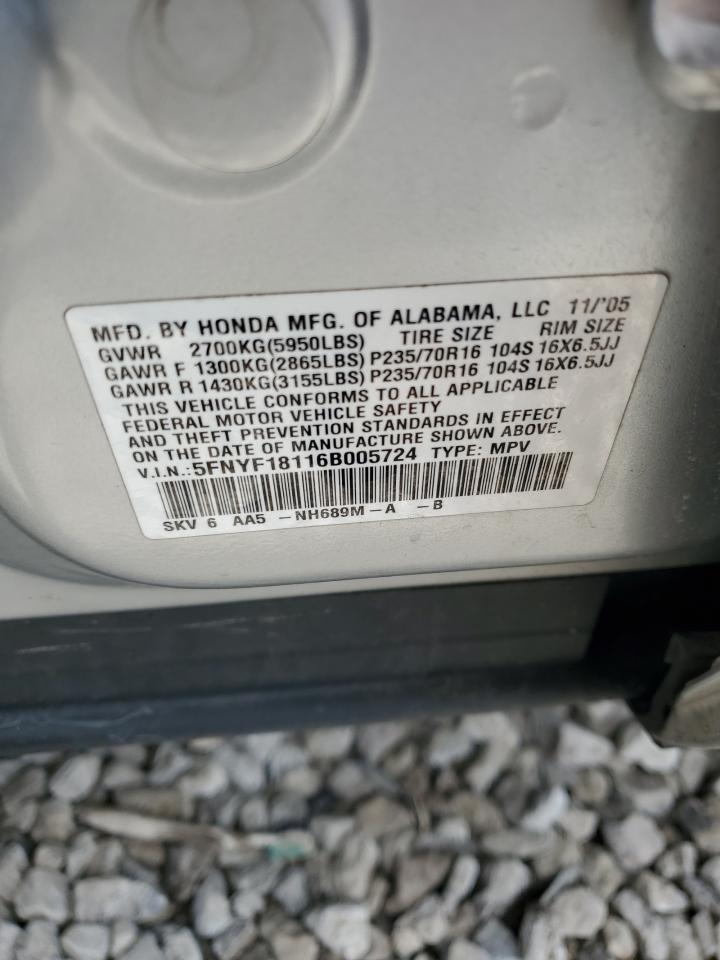 MFD. BY HONDA MFG. OF ALABAMA, LLC 11/'05
GVWR 2700KG(5950LBS) TIRE SIZE RIM SIZE
GAWR F 1300KG(2865LBS) P235/70R16 104S 16X6.5JJ
GAWR R 1430KG(3155LBS) P235/70R16 104S 16X6.5JJ
THIS VEHICLE CONFORMS TO ALL APPLICABLE
FEDERAL MOTOR VEHICLE SAFETY
AND THEFT PREVENTION STANDARDS IN EFFECT
ON THE DATE OF MANUFACTURE SHOWN ABOVE.
V.I.N.:5FNYF18116B005724 TYPE: MPV
SKV 6 AA5 -NH689M-A -B